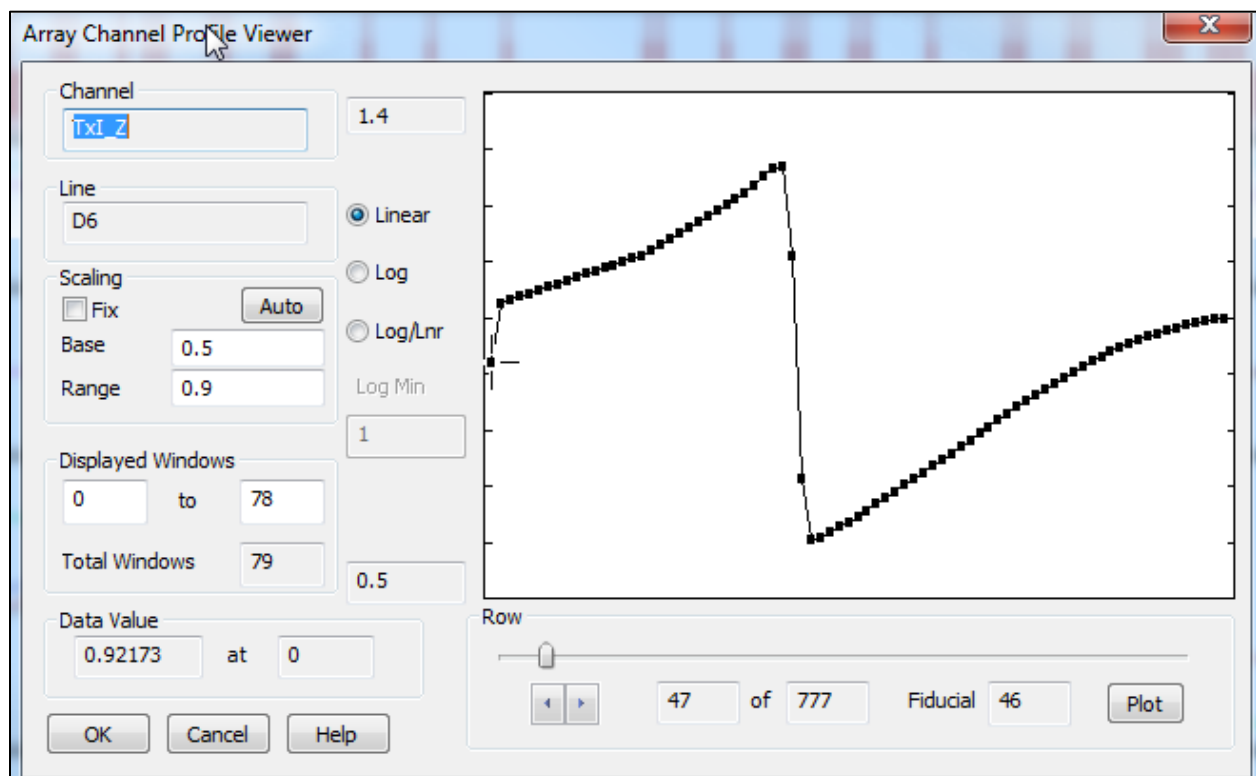 Array Channel Profile Viewer
Channel
TxI_Z
1.4
Line
D6
Linear
Log
Log/Lnr
Scaling
Fix
Auto
Base 0.5
Range 0.9
Log Min
1
Displayed Windows
0 to 78
Total Windows 79
0.5
Data Value
0.92173 at 0
Row
47 of 777 Fiducial 46 Plot
OK Cancel Help